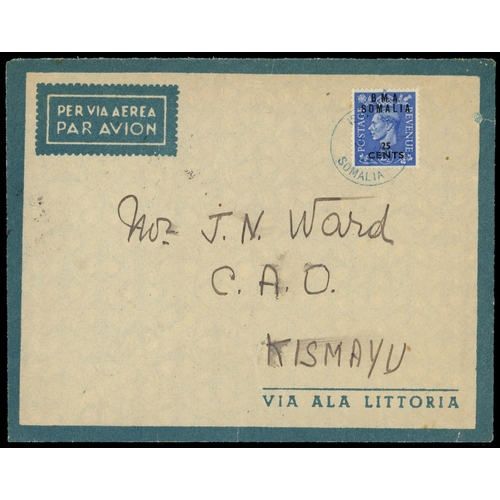 PER VIA AEREA
PAR AVION
B.M.A.
SOMALIA
POSTAGE
REVENUE
25
CENTS
SOMALIA
Mr J. N. Ward
C. A. O.
KISMAYU
VIA ALA LITTORIA